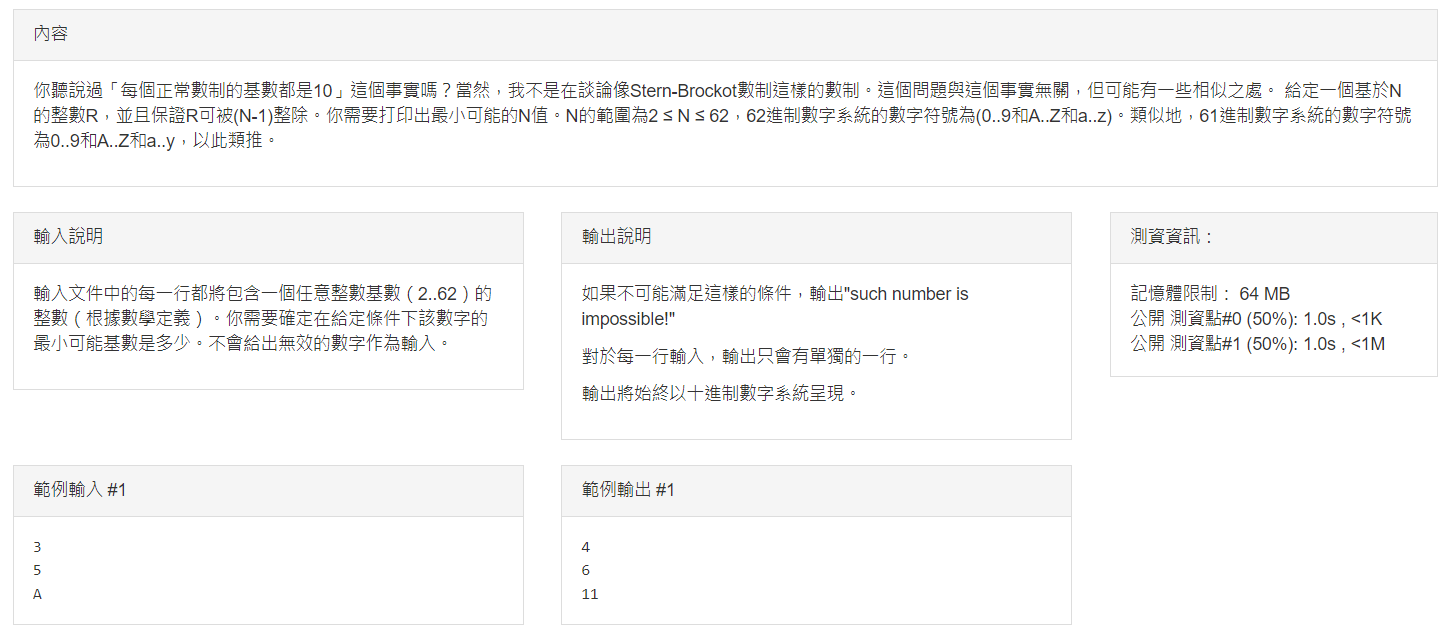 內容
你聽說過「每個正常數制的基數都是10」這個事實嗎？當然，我不是在談論像Stern-Brockot數制這樣的數制。這個問題與這個事實無關，但可能有一些相似之處。 給定一個基於N
的整數R，並且保證R可被(N-1)整除。你需要打印出最小可能的N值。N的範圍為2 ≤ N ≤ 62，62進制數字系統的數字符號為(0..9和A..Z和a..z)。類似地，61進制數字系統的數字符號
為0..9和A..Z和a..y，以此類推。
輸入說明
輸入文件中的每一行都將包含一個任意整數基數（2..62）的
整數（根據數學定義）。你需要確定在給定條件下該數字的
最小可能基數是多少。不會給出無效的數字作為輸入。
輸出說明
如果不可能滿足這樣的條件，輸出"such number is
impossible!"
對於每一行輸入，輸出只會有單獨的一行。
輸出將始終以十進制數字系統呈現。
測資資訊：
記憶體限制： 64 MB
公開 測資點#0 (50%): 1.0s , <1K
公開 測資點#1 (50%): 1.0s , <1M
範例輸入 #1
3
5
A
範例輸出 #1
4
6
11